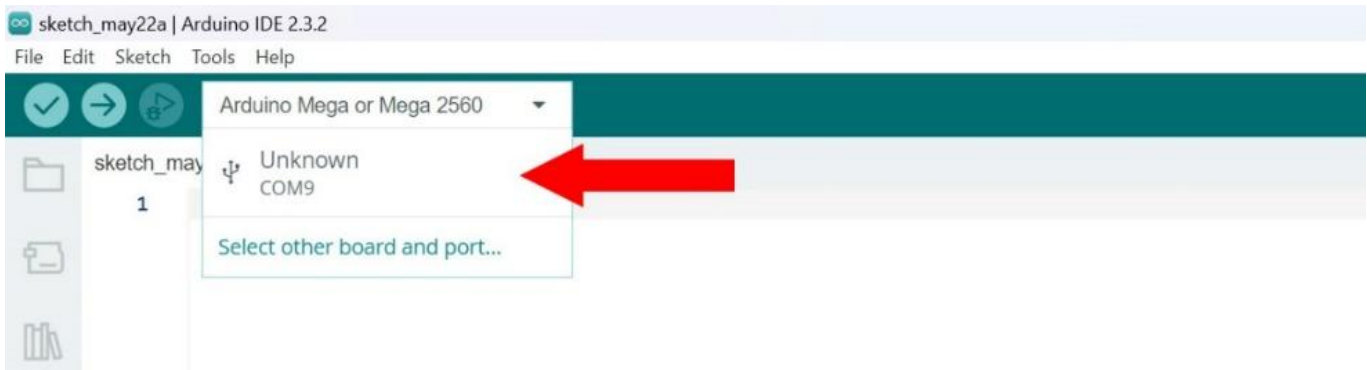 sketch_may22a | Arduino IDE 2.3.2
File Edit Sketch Tools Help
Arduino Mega or Mega 2560
sketch_may
Unknown
COM9
1
Select other board and port...